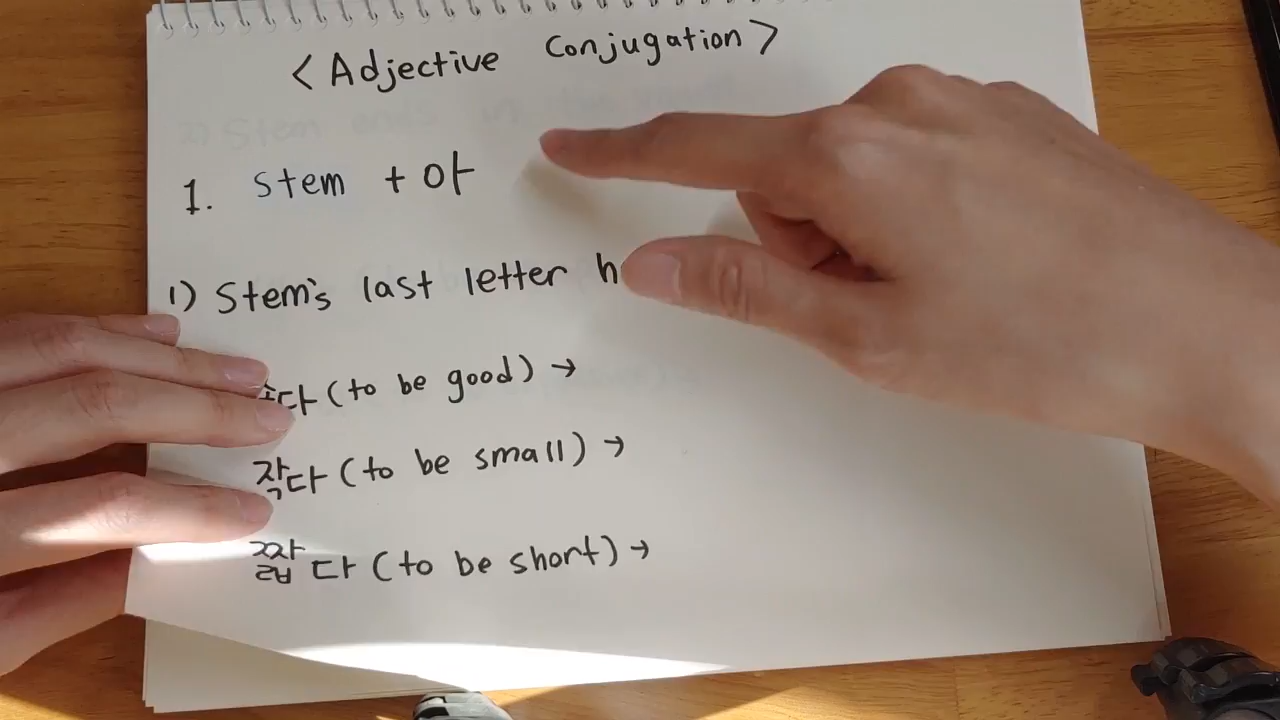 <Adjective Conjugation>
1. stem + 아
1) Stem's last letter h
다 (to be good) →
작다 (to be small) →
짧다 (to be short) →